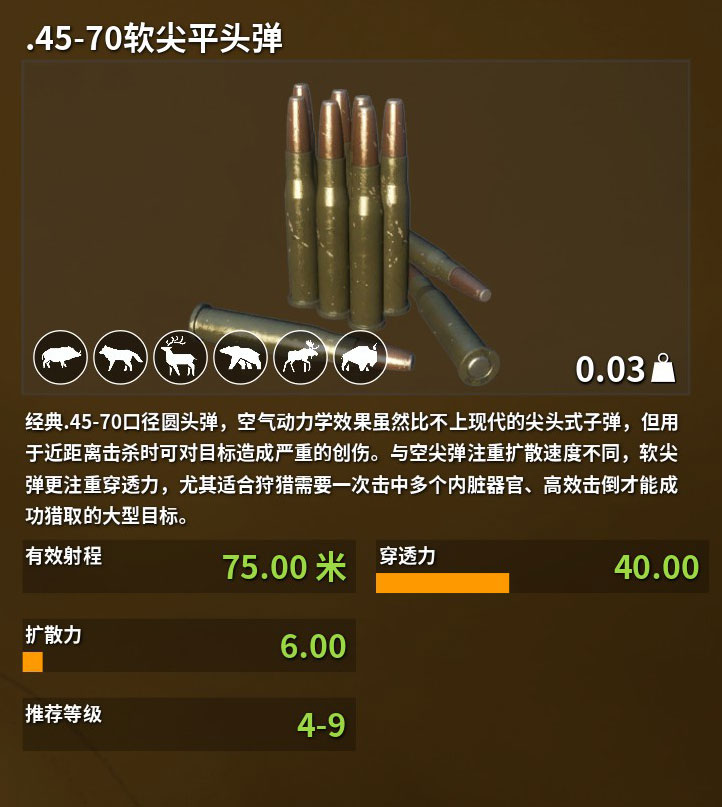 .45-70软尖平头弹
0.03
经典.45-70口径圆头弹，空气动力学效果虽然比不上现代的尖头式子弹，但用
于近距离击杀时可对目标造成严重的创伤。与空尖弹注重扩散速度不同，软尖
弹更注重穿透力，尤其适合狩猎需要一次击中多个内脏器官、高效击倒才能成
功猎取的大型目标。
有效射程 75.00 米
穿透力 40.00
扩散力 6.00
推荐等级 4-9